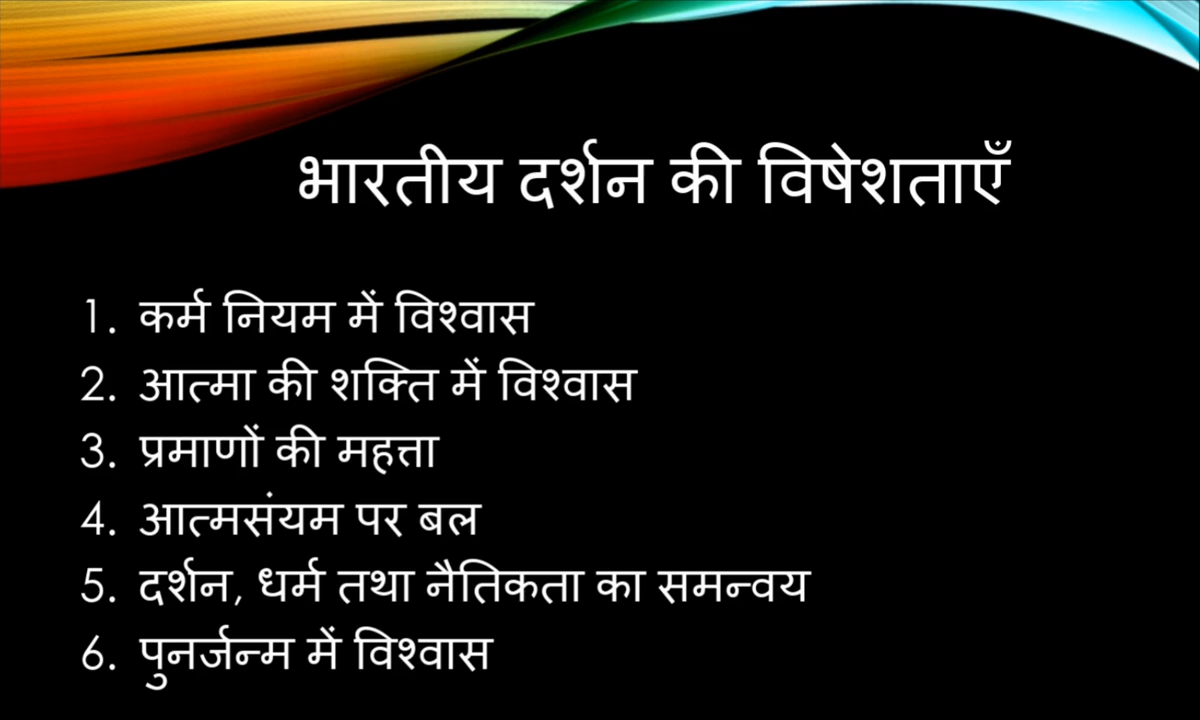 भारतीय दर्शन की विषेशताएँ
1. कर्म नियम में विश्वास
2. आत्मा की शक्ति में विश्वास
3. प्रमाणों की महत्ता
4. आत्मसंयम पर बल
5. दर्शन, धर्म तथा नैतिकता का समन्वय
6. पुनर्जन्म में विश्वास